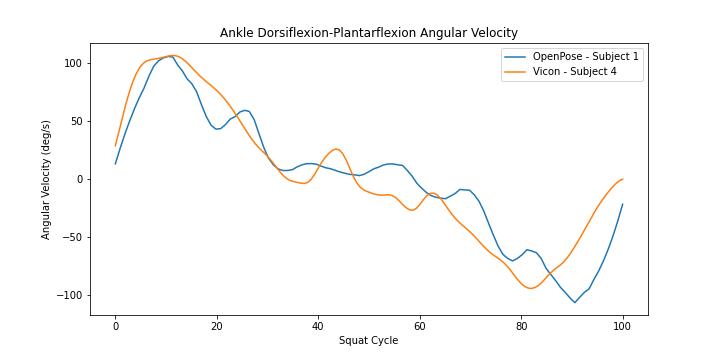 Ankle Dorsiflexion-Plantarflexion Angular Velocity
OpenPose - Subject 1
Vicon - Subject 4
100
50
0
−50
−100
Angular Velocity (deg/s)
0 20 40 60 80 100
Squat Cycle